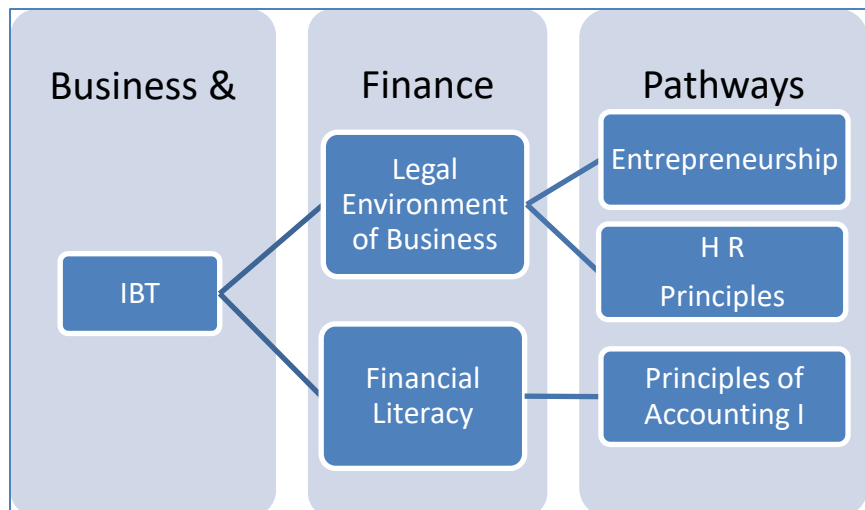 Business &
Finance
Pathways
IBT
Legal
Environment
of Business
Financial
Literacy
Entrepreneurship
H R
Principles
Principles of
Accounting I